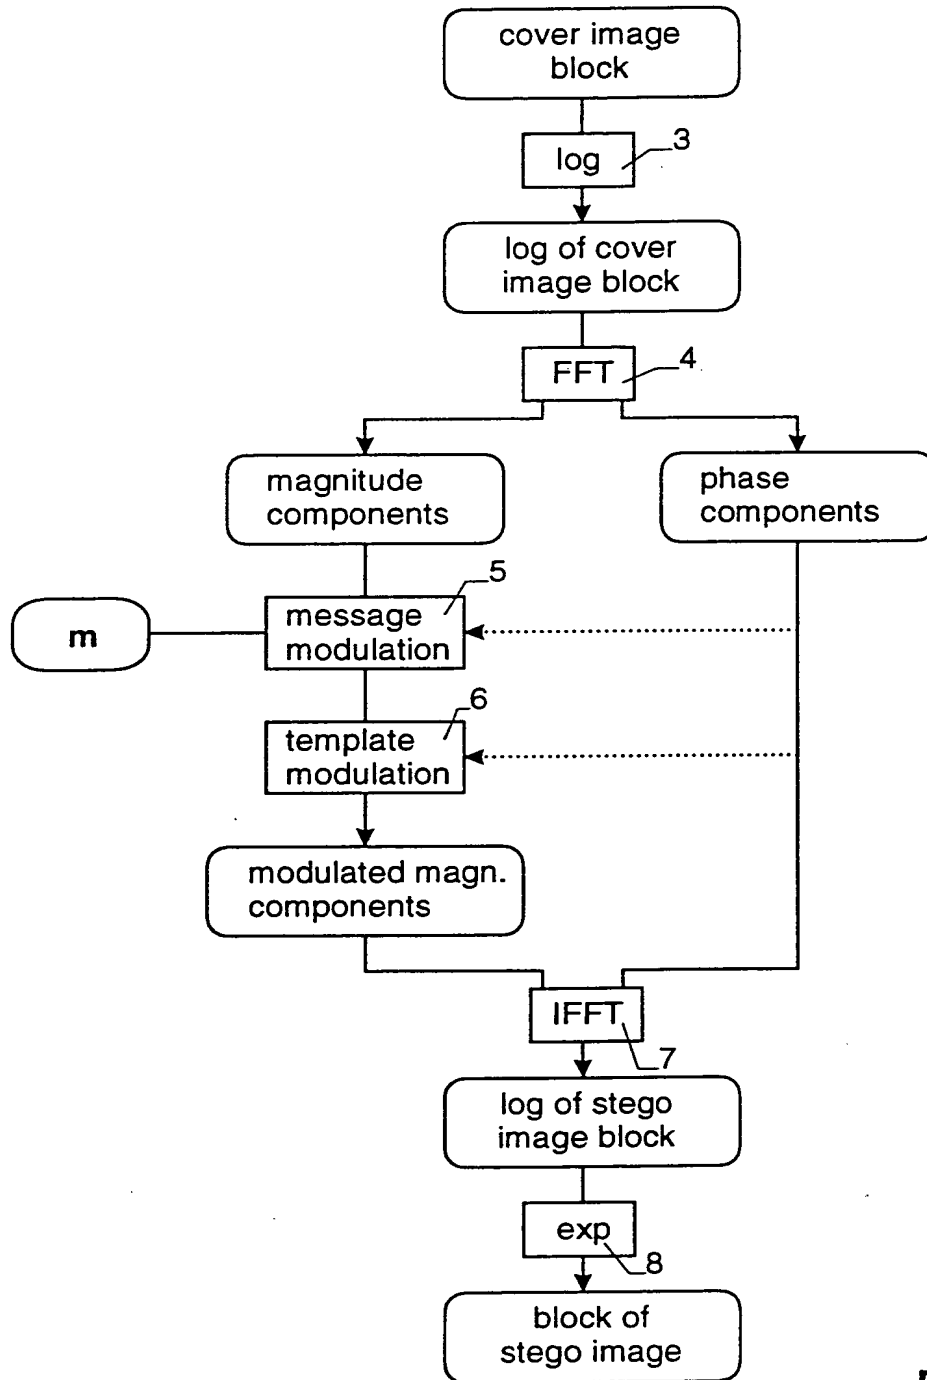 cover image
block
3
log
log of cover
image block
4
FFT
magnitude
components
phase
components
5
m
message
modulation
6
template
modulation
modulated magn.
components
IFFT
7
log of stego
image block
exp
8
block of
stego image